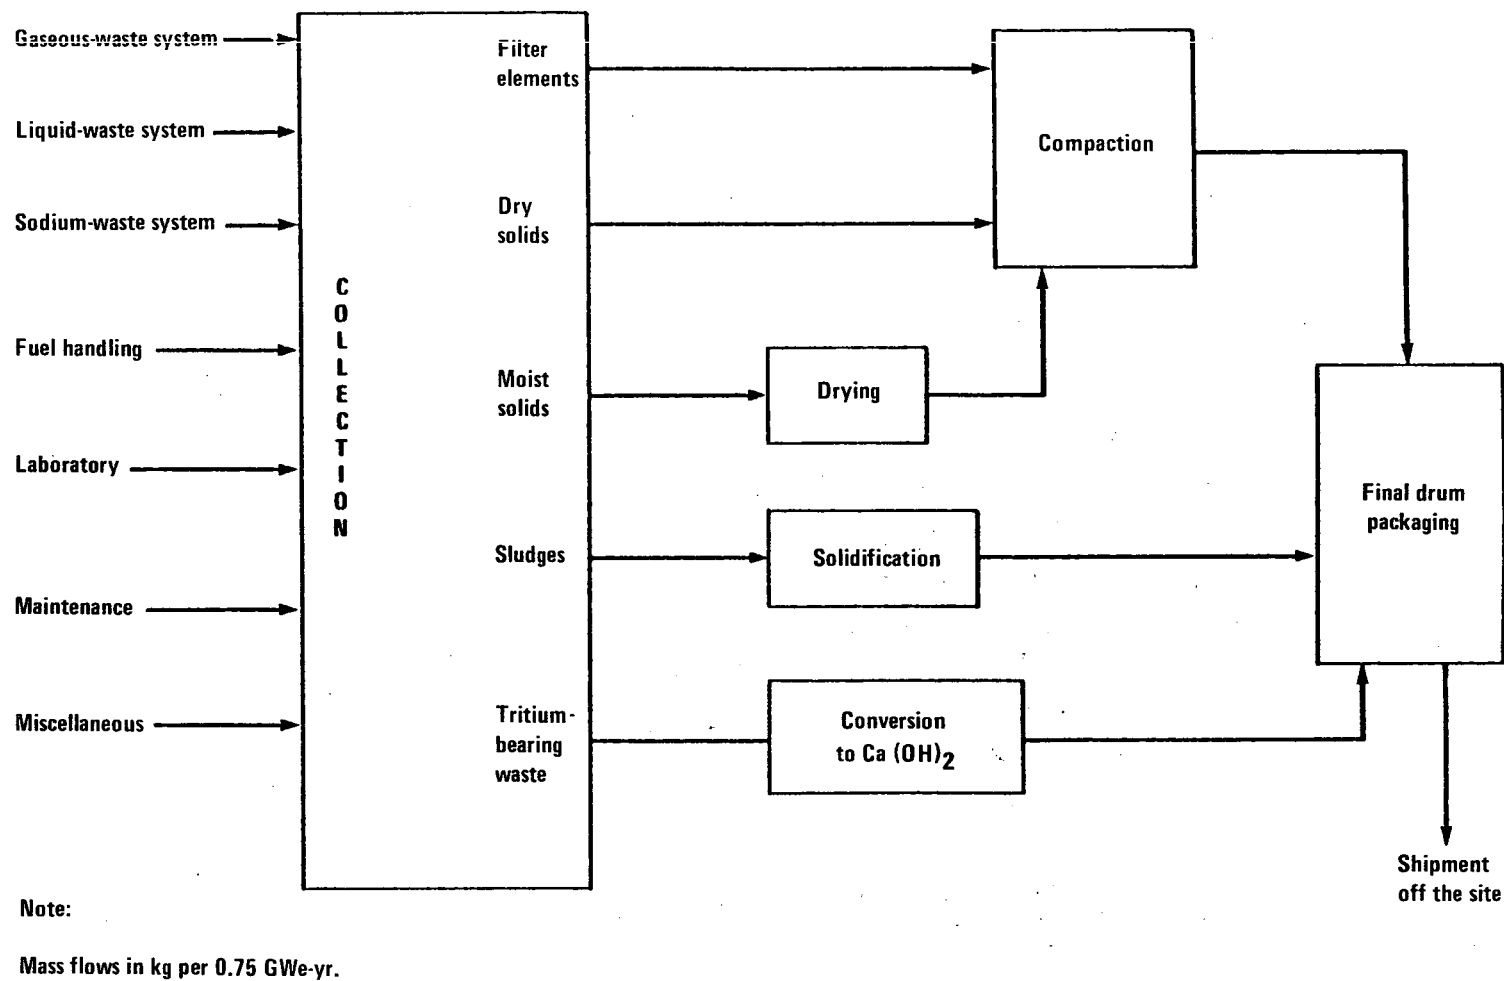 Gaseous-waste system
Liquid-waste system
Sodium-waste system
Fuel handling
Laboratory
Maintenance
Miscellaneous
COLLECTION
Filter
elements
Dry
solids
Moist
solids
Sludges
Tritium-
bearing
waste
Compaction
Drying
Solidification
Conversion
to Ca (OH)2
Final drum
packaging
Shipment
off the site
Note:
Mass flows in kg per 0.75 GWe-yr.